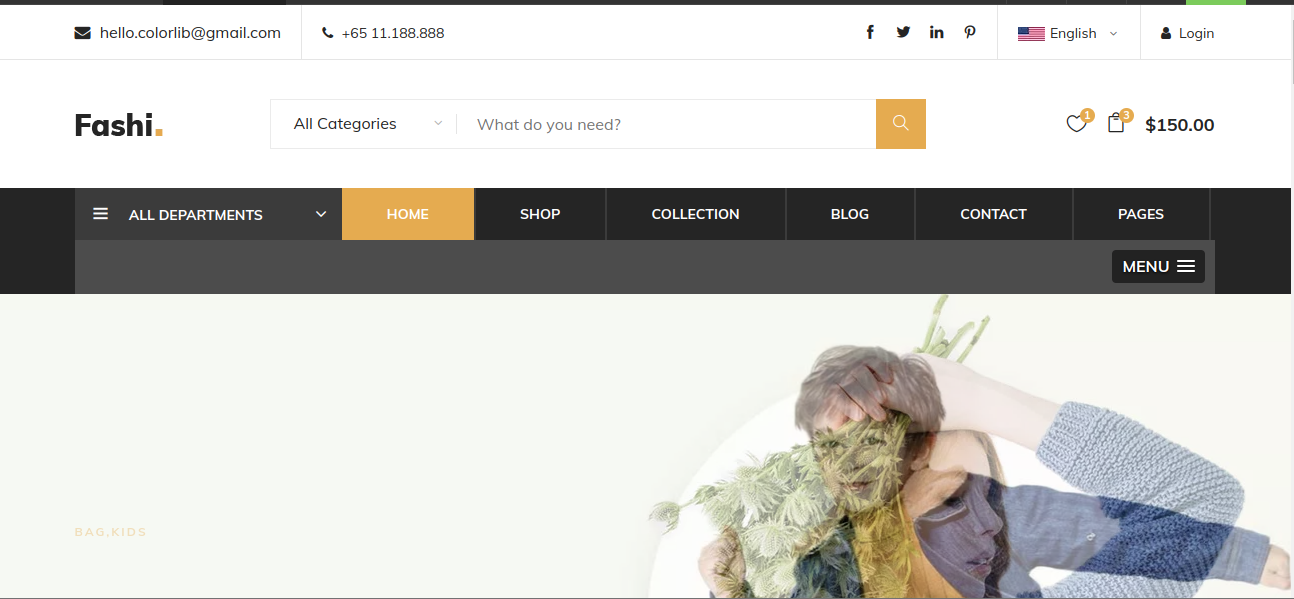 hello.colorlib@gmail.com +65 11.188.888 English Login
Fashi. All Categories What do you need? 1 3 $150.00
ALL DEPARTMENTS HOME SHOP COLLECTION BLOG CONTACT PAGES
MENU
BAG,KIDS